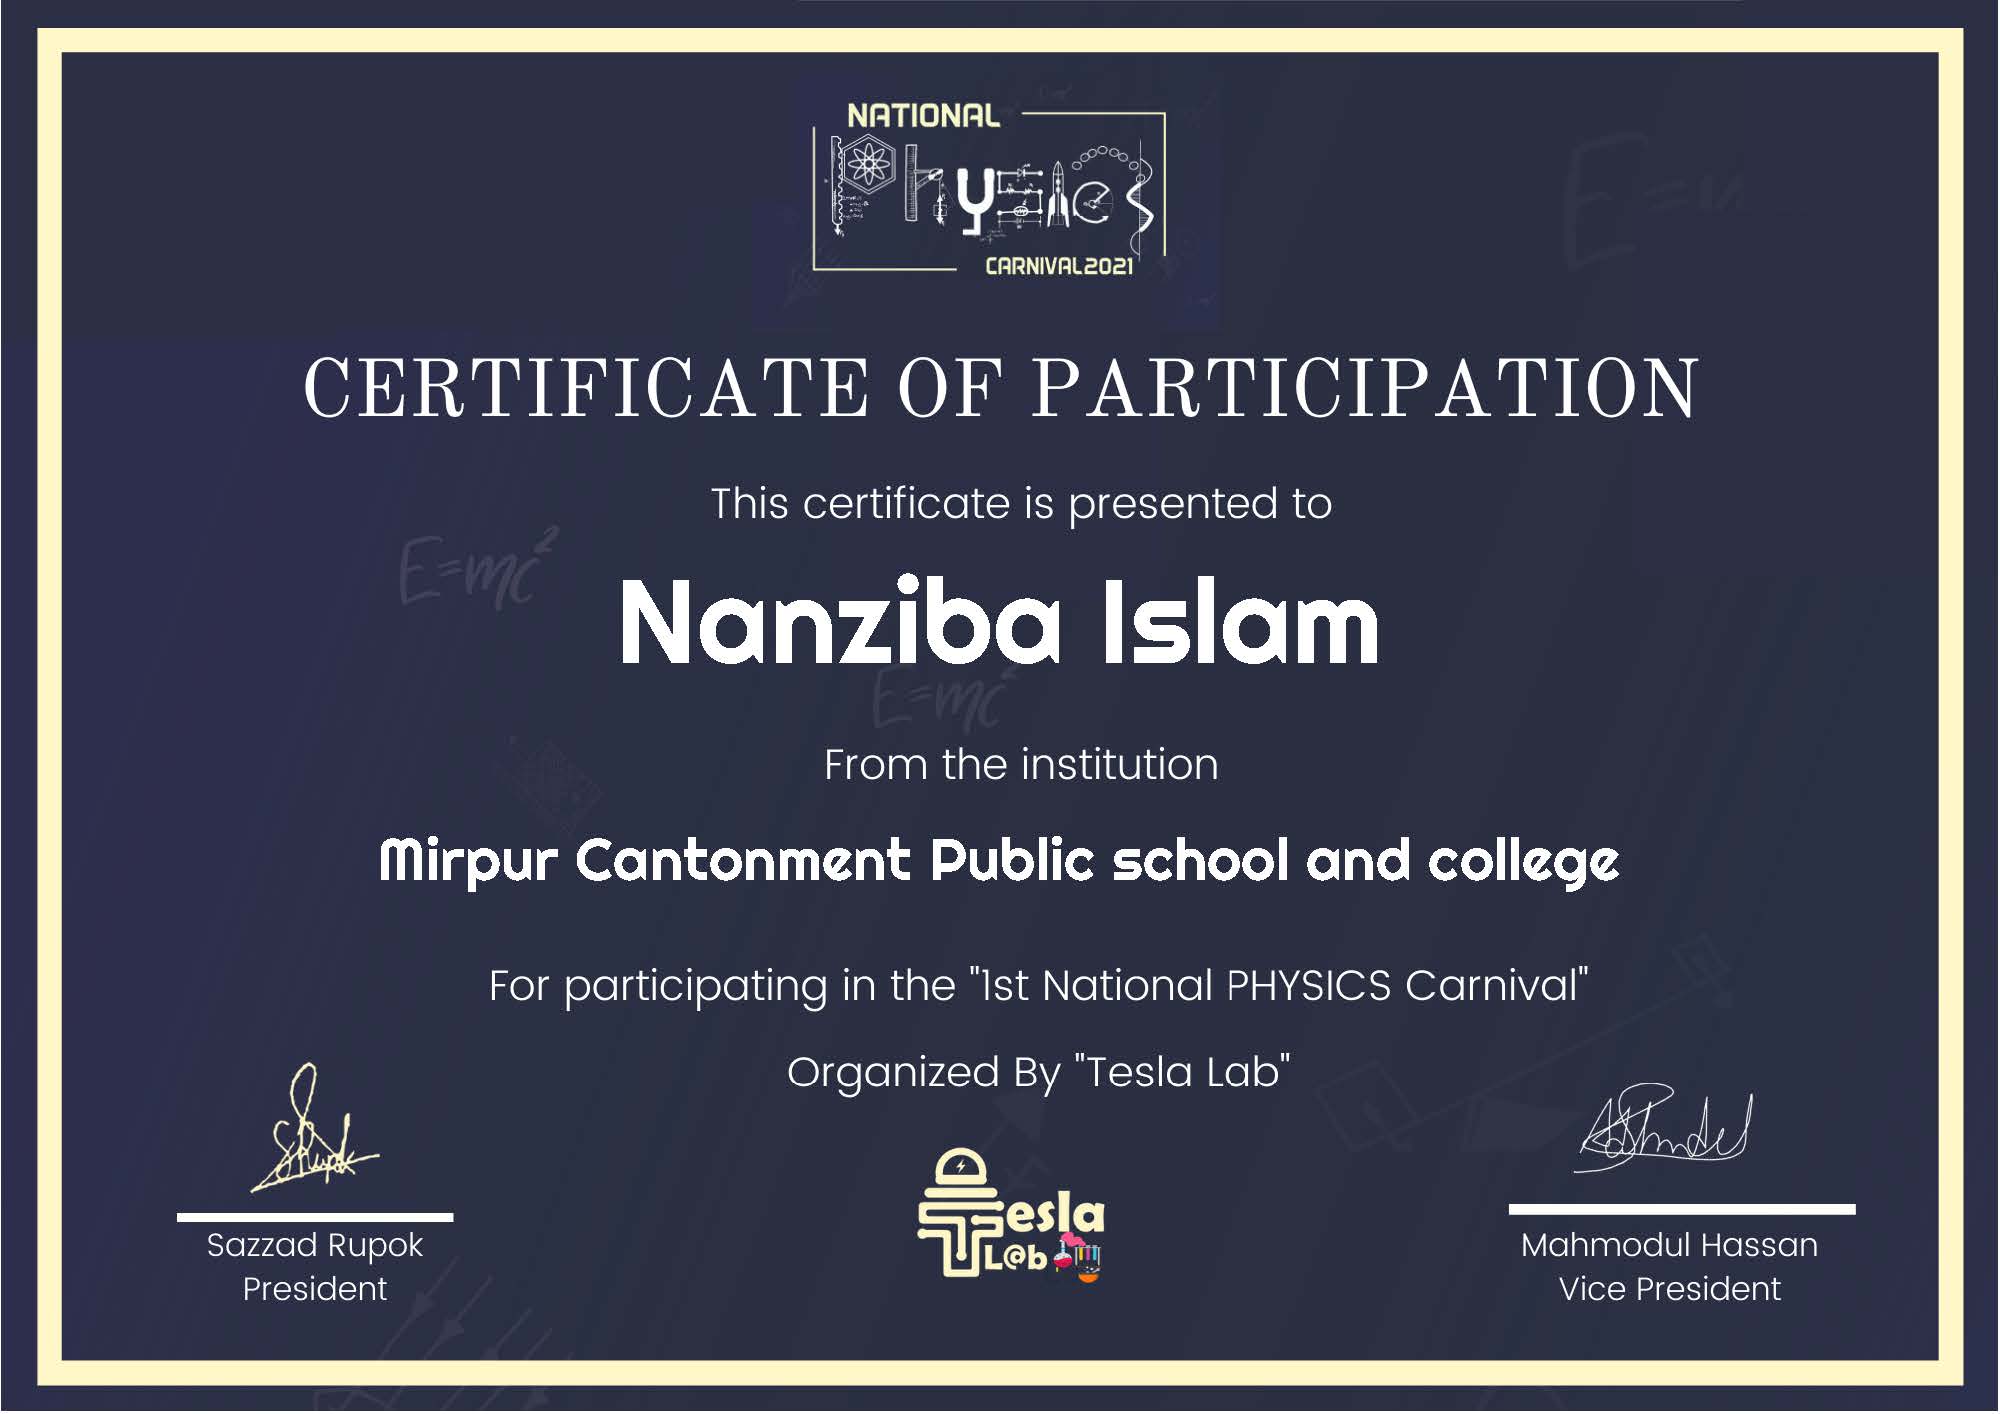 NATIONAL
Physics
CARNIVAL2021
CERTIFICATE OF PARTICIPATION
This certificate is presented to
E=mc²
Nanziba Islam
E=mc²
From the institution
Mirpur Cantonment Public school and college
For participating in the "1st National PHYSICS Carnival"
Organized By "Tesla Lab"
Tesla
L@b
Sazzad Rupok
President
Mahmodul Hassan
Vice President